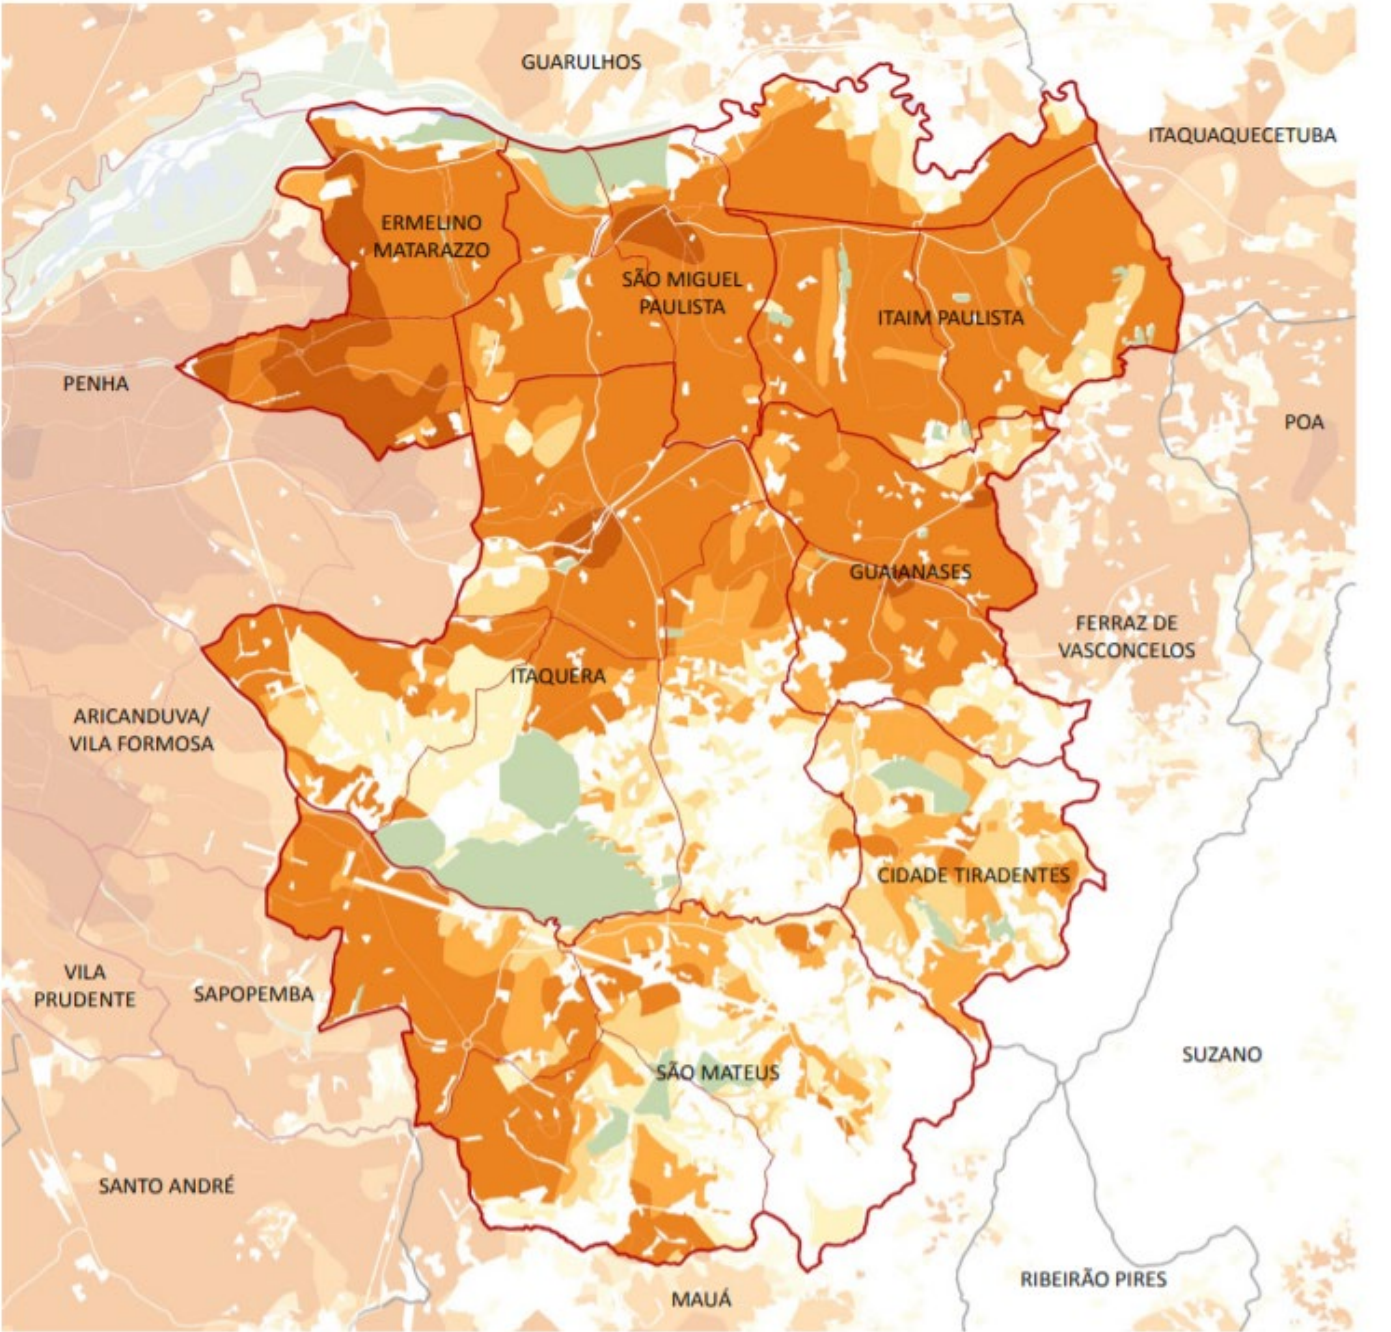 GUARULHOS
ITAQUAQUECETUBA
ERMELINO
MATARAZZO
SÃO MIGUEL
PAULISTA
ITAIM PAULISTA
PENHA
POA
GUAIANASES
FERRAZ DE
VASCONCELOS
ITAQUERA
ARICANDUVA/
VILA FORMOSA
CIDADE TIRADENTES
VILA
PRUDENTE
SAPOPEMBA
SUZANO
SÃO MATEUS
SANTO ANDRÉ
RIBEIRÃO PIRES
MAUÁ